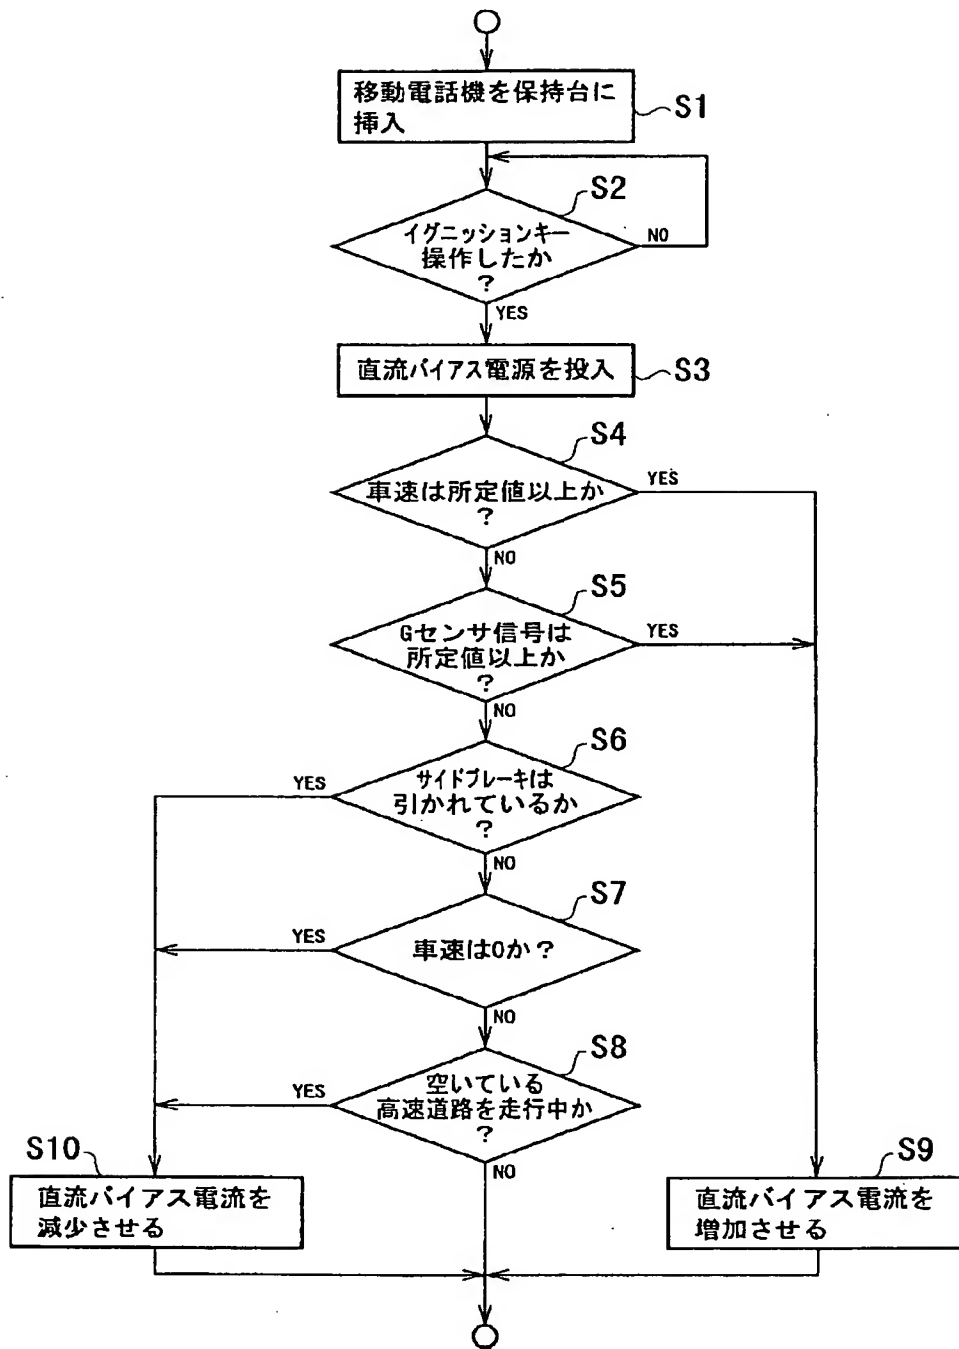 移動電話機を保持台に
挿入
S1
S2
イグニッションキー
操作したか
?
NO
YES
直流バイアス電源を投入
S3
S4
車速は所定値以上か
?
YES
NO
S5
Gセンサ信号は
所定値以上か
?
YES
NO
S6
サイドブレーキは
引かれているか
?
YES
NO
S7
車速は0か?
YES
NO
S8
空いている
高速道路を走行中か
?
YES
NO
S10
直流バイアス電流を
減少させる
S9
直流バイアス電流を
増加させる